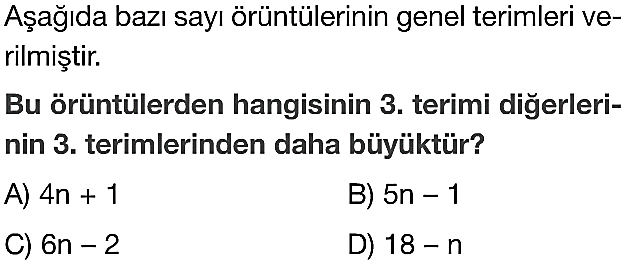 Aşağıda bazı sayı örüntülerinin genel terimleri ve-
rilmiştir.
Bu örüntülerden hangisinin 3. terimi diğerleri-
nin 3. terimlerinden daha büyüktür?
A) 4n + 1 B) 5n – 1
C) 6n – 2 D) 18 – n